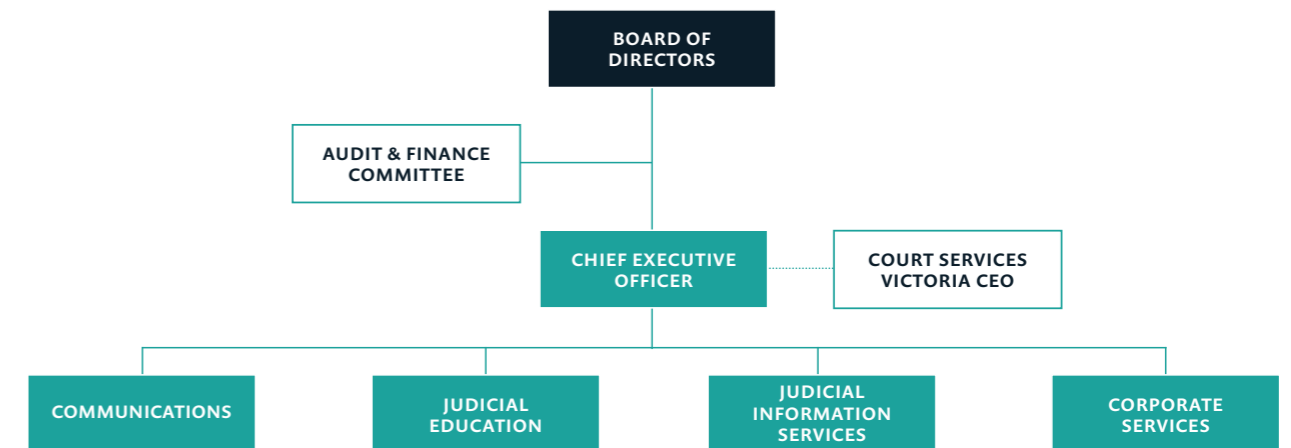 BOARD OF
DIRECTORS
AUDIT & FINANCE
COMMITTEE
CHIEF EXECUTIVE
OFFICER
COURT SERVICES
VICTORIA CEO
COMMUNICATIONS
JUDICIAL
EDUCATION
JUDICIAL
INFORMATION
SERVICES
CORPORATE
SERVICES